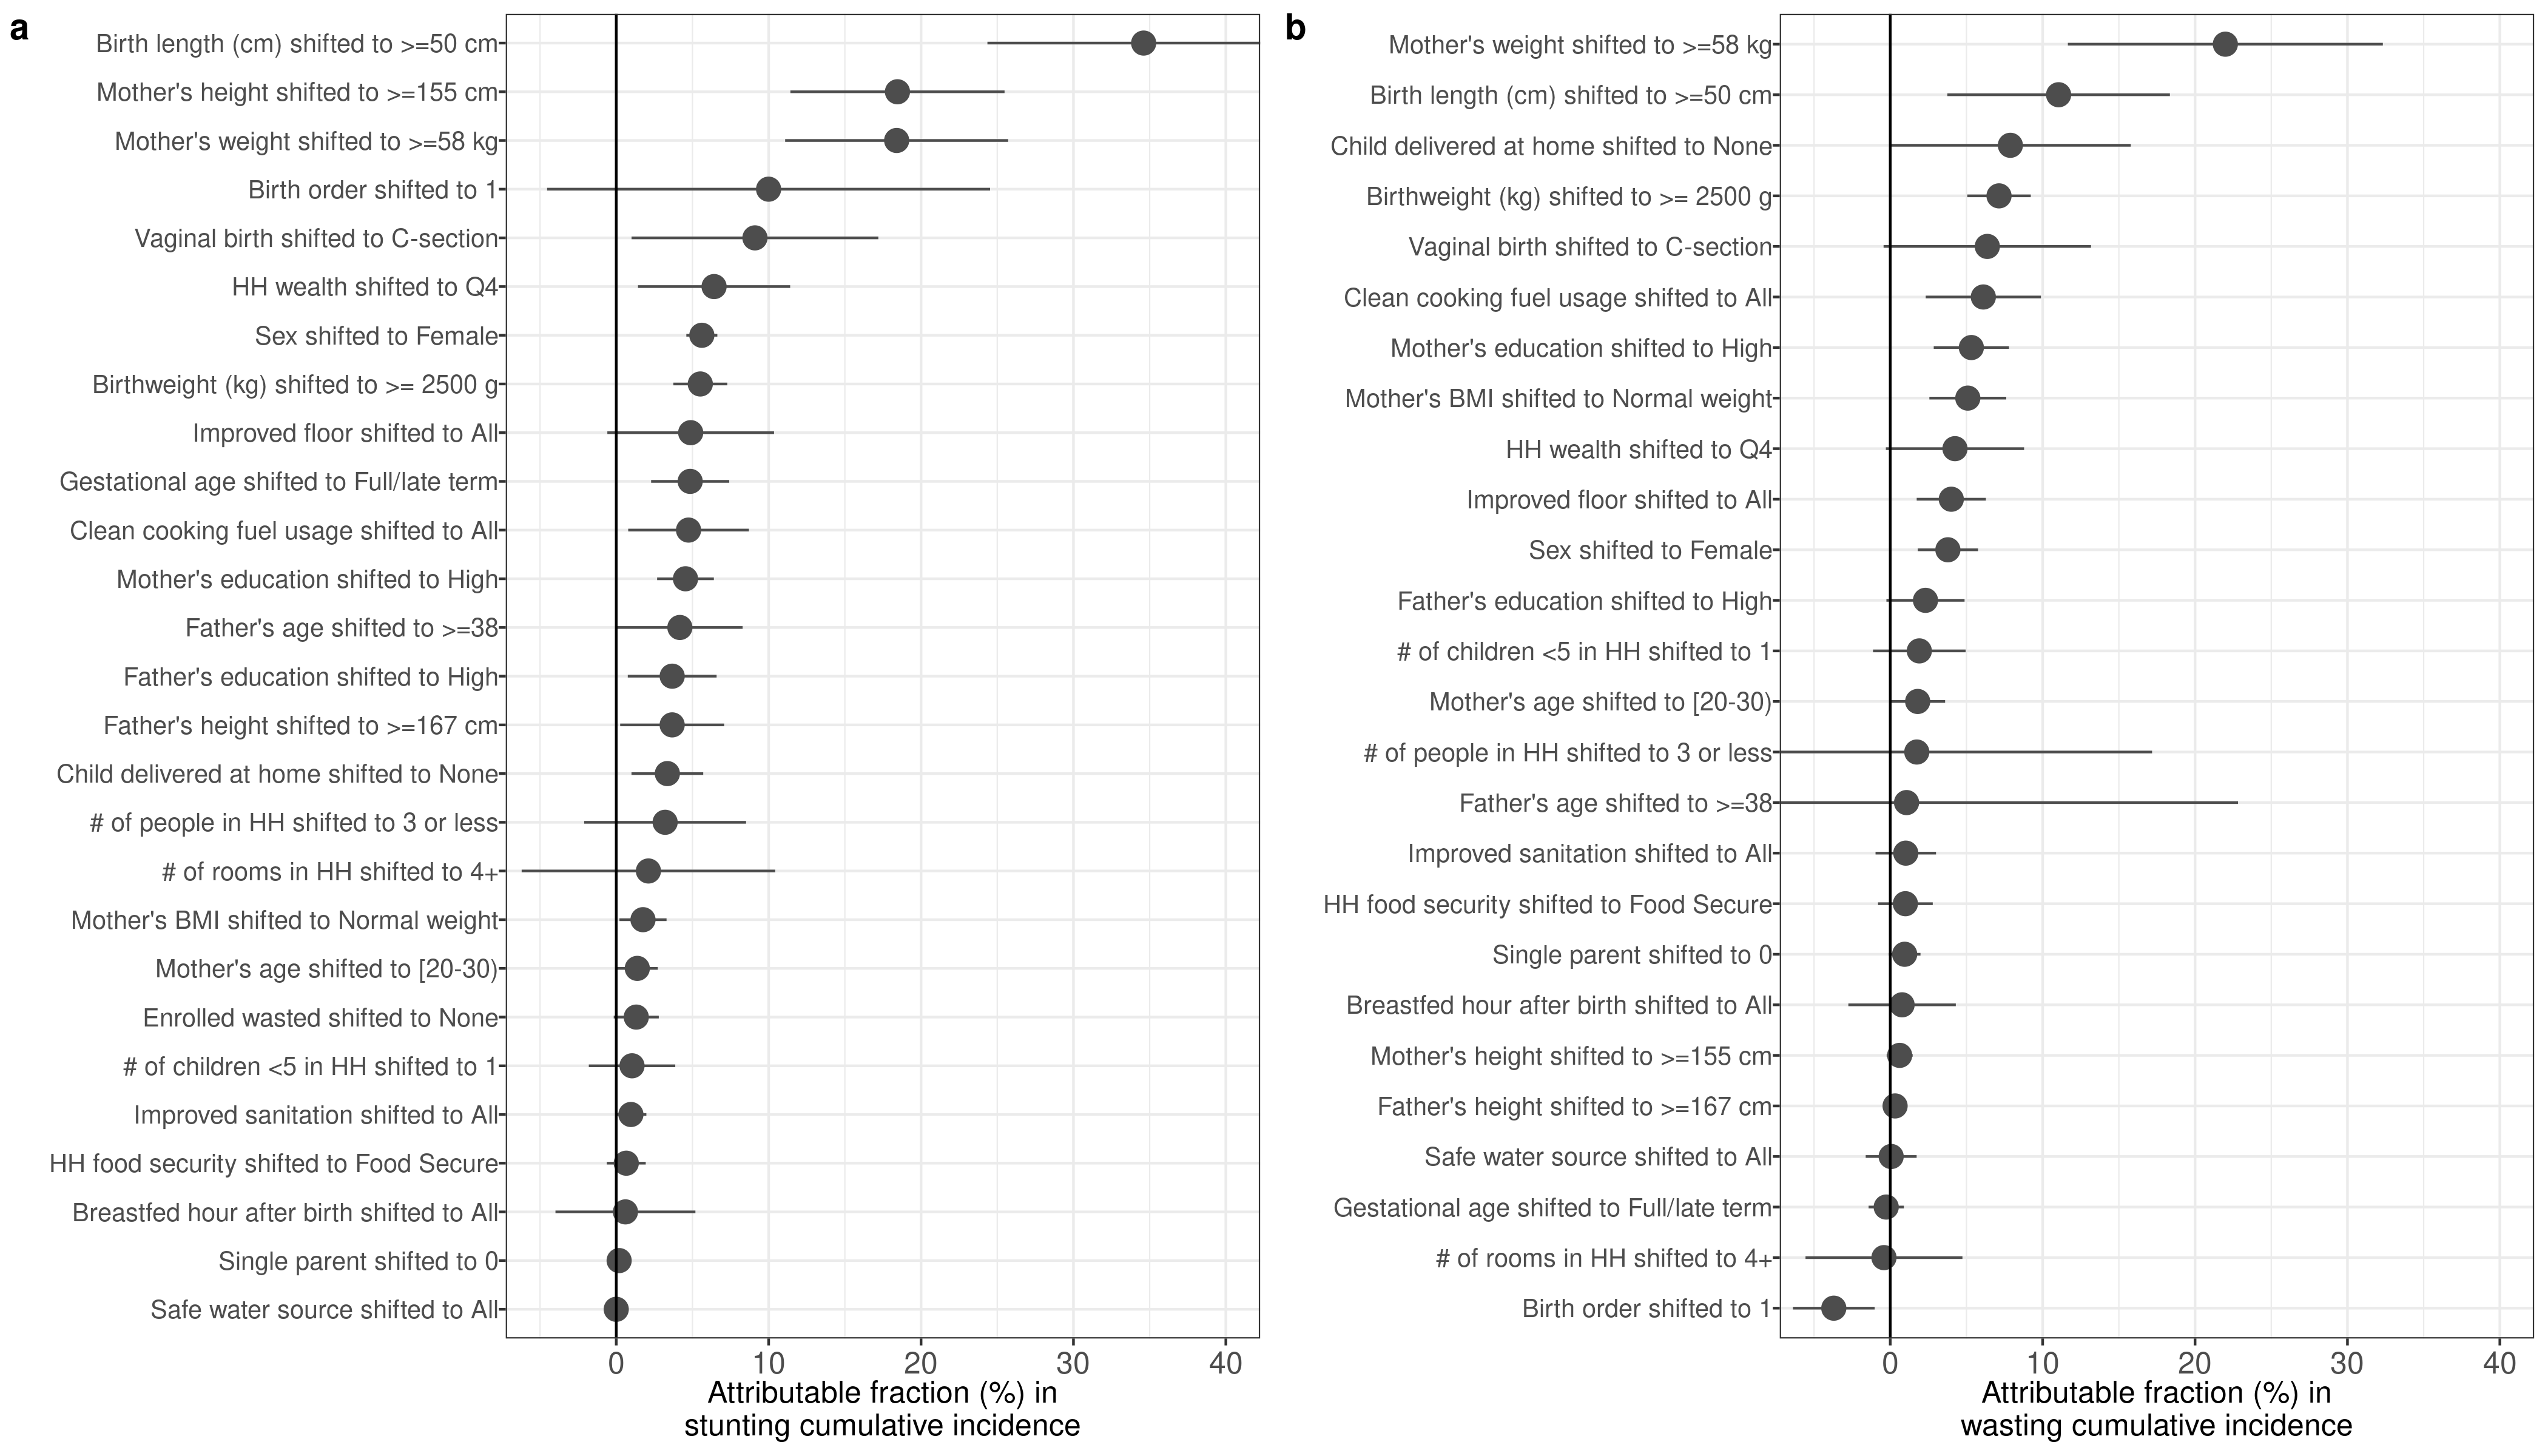 a
Birth length (cm) shifted to >=50 cm
Mother's height shifted to >=155 cm
Mother's weight shifted to >=58 kg
Birth order shifted to 1
Vaginal birth shifted to C-section
HH wealth shifted to Q4
Sex shifted to Female
Birthweight (kg) shifted to >= 2500 g
Improved floor shifted to All
Gestational age shifted to Full/late term
Clean cooking fuel usage shifted to All
Mother's education shifted to High
Father's age shifted to >=38
Father's education shifted to High
Father's height shifted to >=167 cm
Child delivered at home shifted to None
# of people in HH shifted to 3 or less
# of rooms in HH shifted to 4+
Mother's BMI shifted to Normal weight
Mother's age shifted to [20-30)
Enrolled wasted shifted to None
# of children <5 in HH shifted to 1
Improved sanitation shifted to All
HH food security shifted to Food Secure
Breastfed hour after birth shifted to All
Single parent shifted to 0
Safe water source shifted to All
0 10 20 30 40
Attributable fraction (%) in
stunting cumulative incidence
b
Mother's weight shifted to >=58 kg
Birth length (cm) shifted to >=50 cm
Child delivered at home shifted to None
Birthweight (kg) shifted to >= 2500 g
Vaginal birth shifted to C-section
Clean cooking fuel usage shifted to All
Mother's education shifted to High
Mother's BMI shifted to Normal weight
HH wealth shifted to Q4
Improved floor shifted to All
Sex shifted to Female
Father's education shifted to High
# of children <5 in HH shifted to 1
Mother's age shifted to [20-30)
# of people in HH shifted to 3 or less
Father's age shifted to >=38
Improved sanitation shifted to All
HH food security shifted to Food Secure
Single parent shifted to 0
Breastfed hour after birth shifted to All
Mother's height shifted to >=155 cm
Father's height shifted to >=167 cm
Safe water source shifted to All
Gestational age shifted to Full/late term
# of rooms in HH shifted to 4+
Birth order shifted to 1
0 10 20 30 40
Attributable fraction (%) in
wasting cumulative incidence